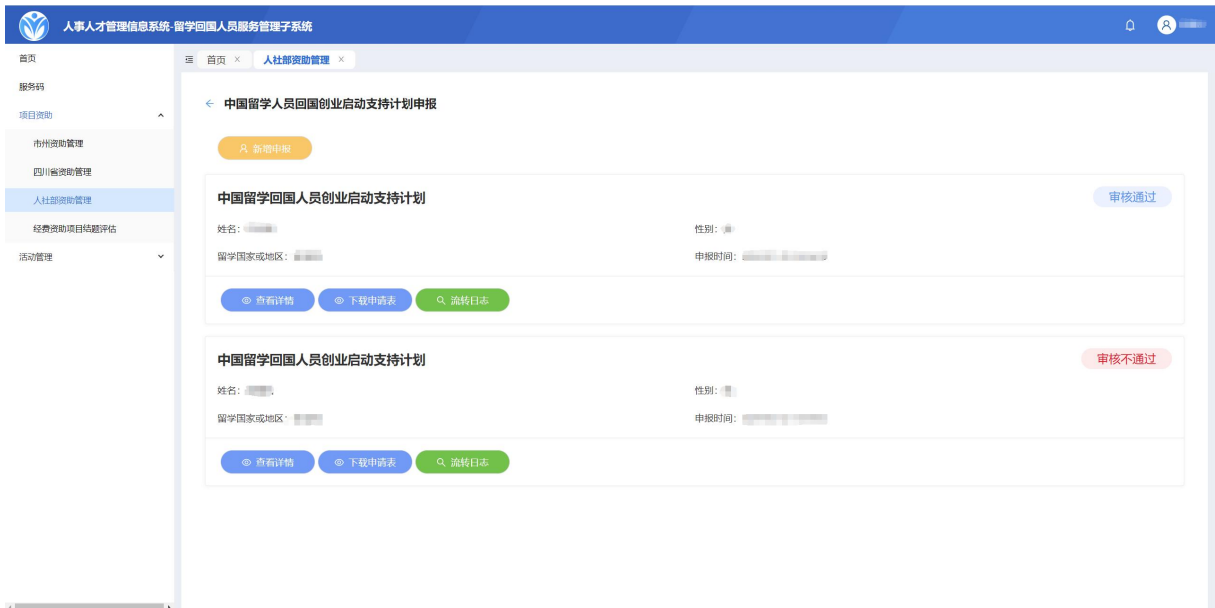 人事人才管理信息系统-留学回国人员服务管理子系统
首页
服务码
项目资助
市州资助管理
四川省资助管理
人社部资助管理
经费资助项目结题评估
活动管理
首页 × 人社部资助管理 ×
中国留学人员回国创业启动支持计划申报
新增申报
中国留学回国人员创业启动支持计划 审核通过
姓名: 性别:
留学国家或地区: 申报时间:
查看详情 下载申请表 流转日志
中国留学回国人员创业启动支持计划 审核不通过
姓名: 性别:
留学国家或地区: 申报时间:
查看详情 下载申请表 流转日志